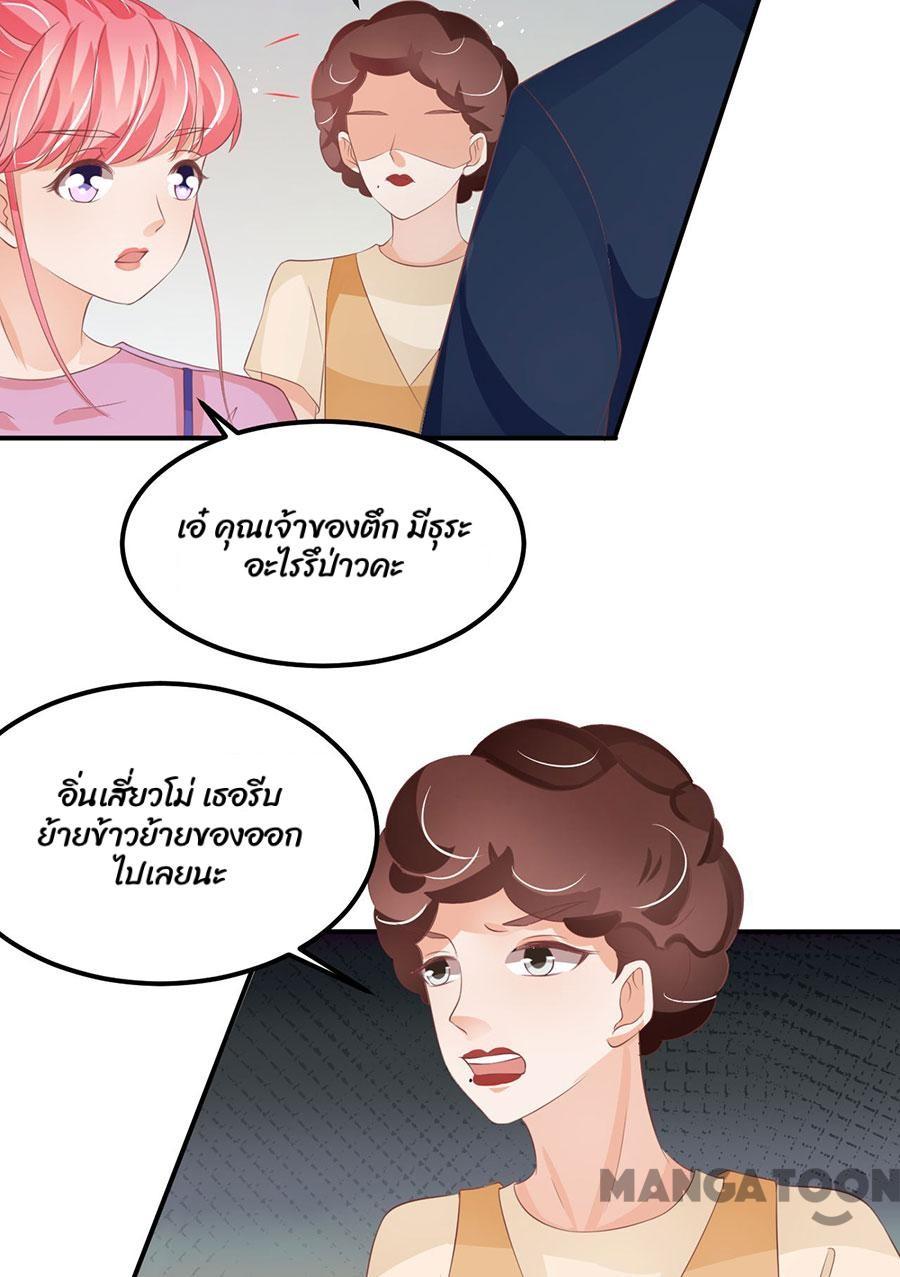 เอ๋ คุณเจ้าของตึก มีธุระ
อะไรรึป่าวคะ
อิ่นเสี่ยวโม่ เธอรีบ
ย้ายข้าวย้ายของออก
ไปเลยนะ
MANGATOON